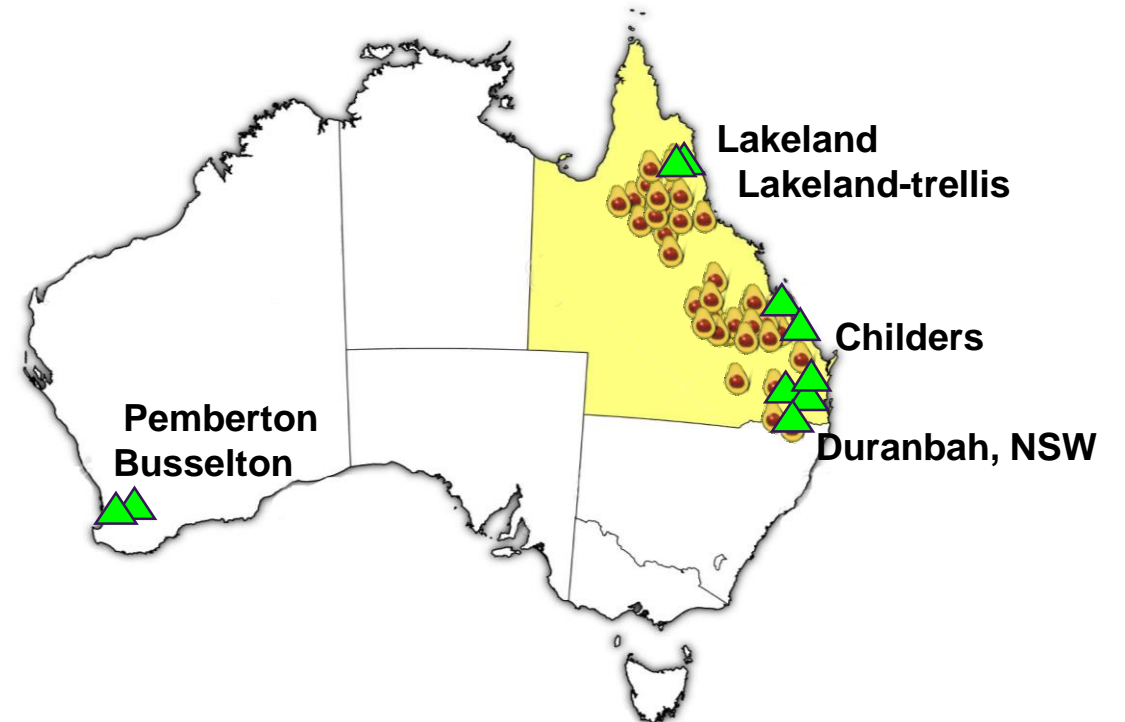 Lakeland
Lakeland-trellis
Childers
Pemberton
Busselton
Duranbah, NSW